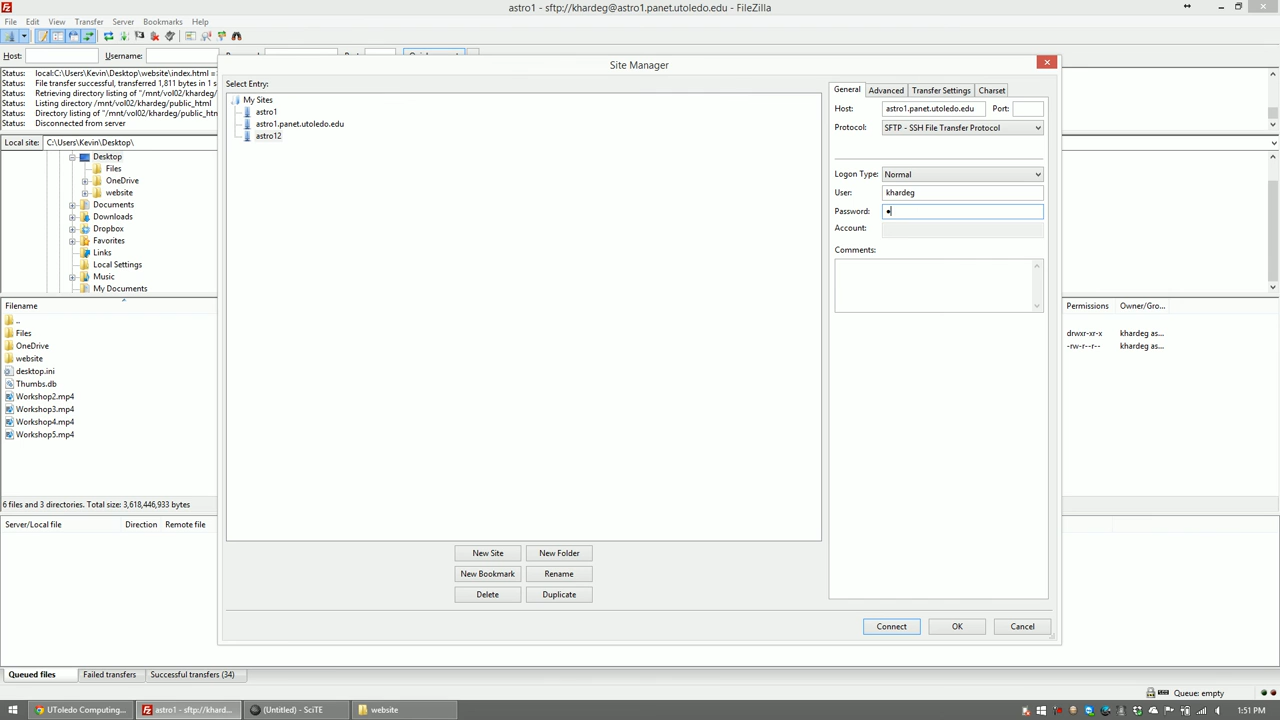 astro1 - sftp://khardeg@astro1.panet.utoledo.edu - FileZilla
File Edit View Transfer Server Bookmarks Help
Host: Username:
Status: local:C:\Users\Kevin\Desktop\website\index.html =
Status: File transfer successful, transferred 1,811 bytes in 1 s
Status: Retrieving directory listing of "/mnt/vol02/khardeg/public_
Status: Listing directory /mnt/vol02/khardeg/public_html
Status: Directory listing of "/mnt/vol02/khardeg/public_ht
Status: Disconnected from server
Local site: C:\Users\Kevin\Desktop\
Desktop
Files
OneDrive
website
Documents
Downloads
Dropbox
Favorites
Links
Local Settings
Music
My Documents
Filename
..
Files
OneDrive
website
desktop.ini
Thumbs.db
Workshop2.mp4
Workshop3.mp4
Workshop4.mp4
Workshop5.mp4
6 files and 3 directories. Total size: 3,618,446,933 bytes
Server/Local file Direction Remote file
Site Manager
Select Entry:
My Sites
astro1
astro1.panet.utoledo.edu
astro12
New Site New Folder
New Bookmark Rename
Delete Duplicate
General Advanced Transfer Settings Charset
Host: astro1.panet.utoledo.edu Port:
Protocol: SFTP - SSH File Transfer Protocol
Logon Type: Normal
User: khardeg
Password: •
Account:
Comments:
Connect OK Cancel
Permissions Owner/Gro...
drwxr-xr-x khardeg as...
-rw-r--r-- khardeg as...
Queued files Failed transfers Successful transfers (34)
Queue: empty
UToledo Computing... astro1 - sftp://khard... (Untitled) - SciTE website 1:51 PM